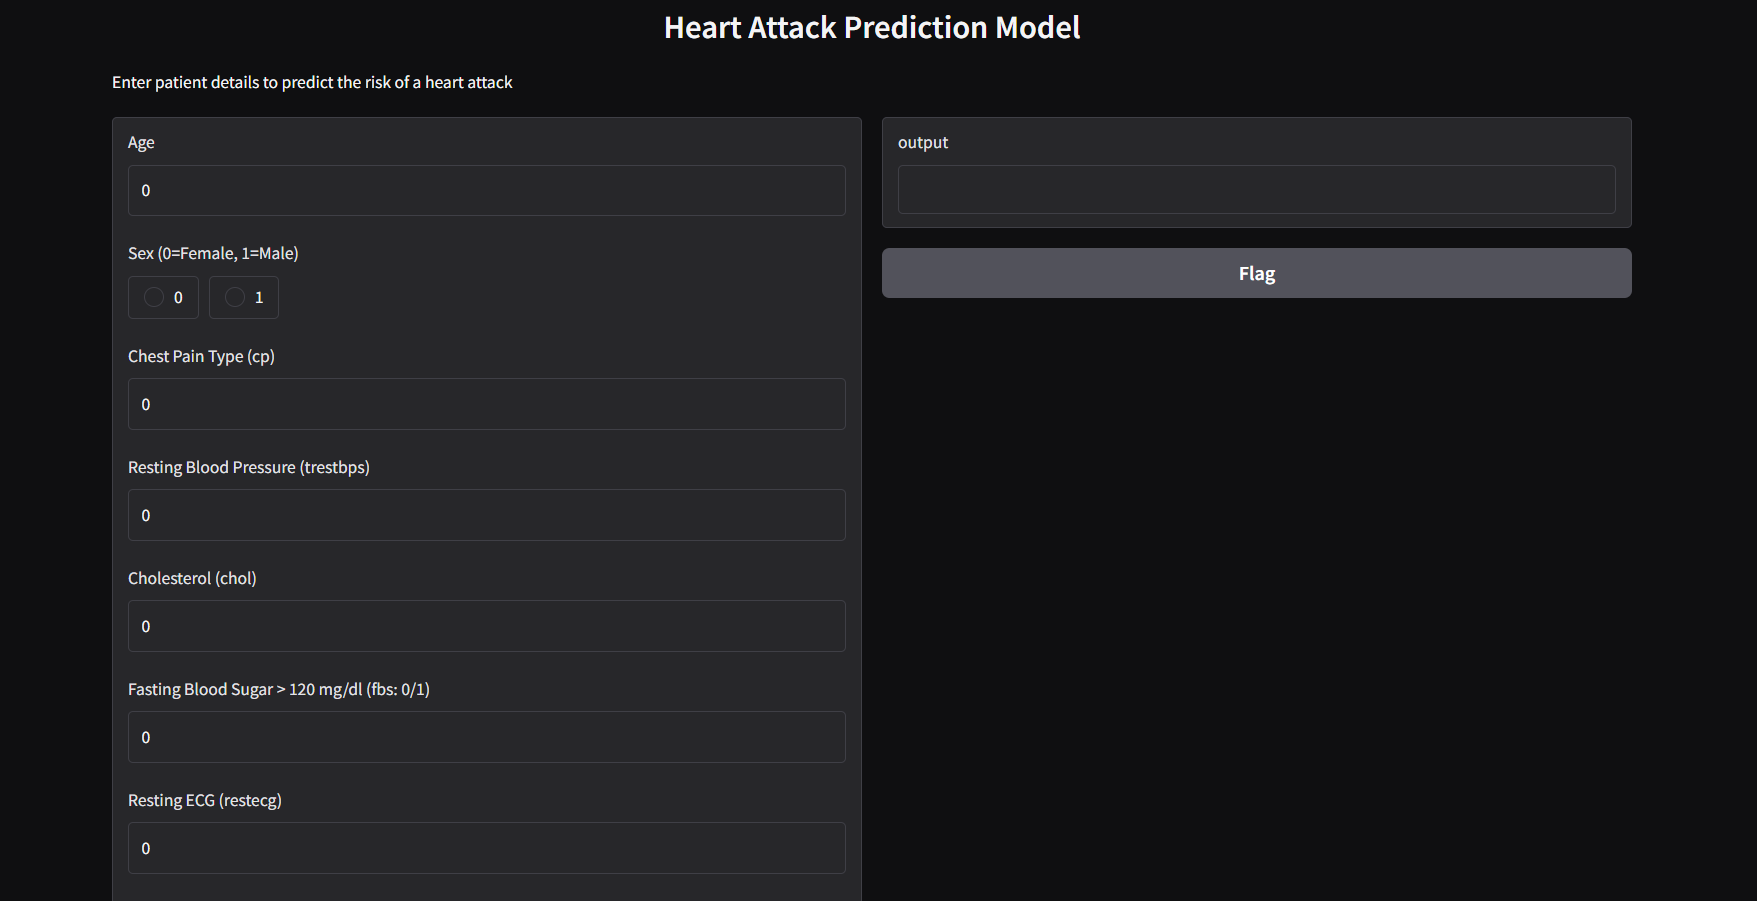 Heart Attack Prediction Model
Enter patient details to predict the risk of a heart attack
Age
0
Sex (0=Female, 1=Male)
0
1
Chest Pain Type (cp)
0
Resting Blood Pressure (trestbps)
0
Cholesterol (chol)
0
Fasting Blood Sugar > 120 mg/dl (fbs: 0/1)
0
Resting ECG (restecg)
0
output
Flag